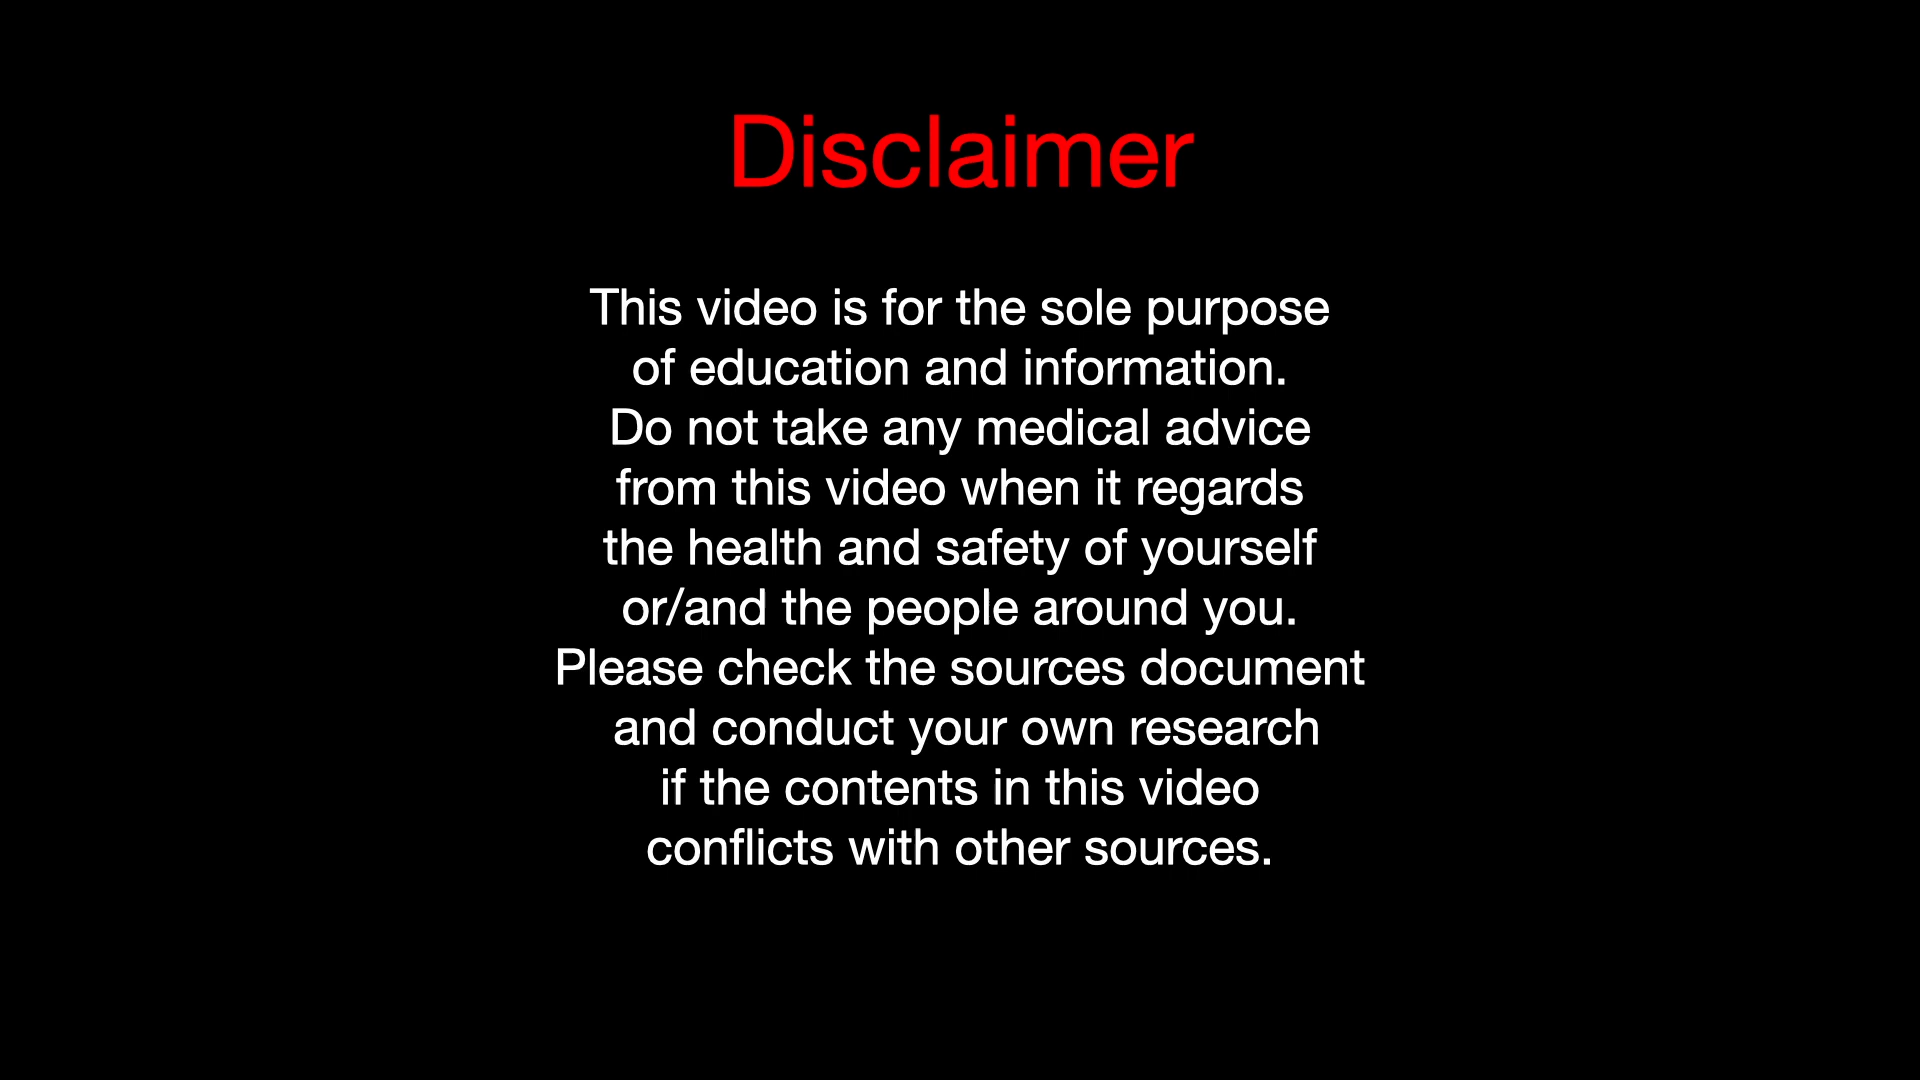 Disclaimer
This video is for the sole purpose
of education and information.
Do not take any medical advice
from this video when it regards
the health and safety of yourself
or/and the people around you.
Please check the sources document
and conduct your own research
if the contents in this video
conflicts with other sources.